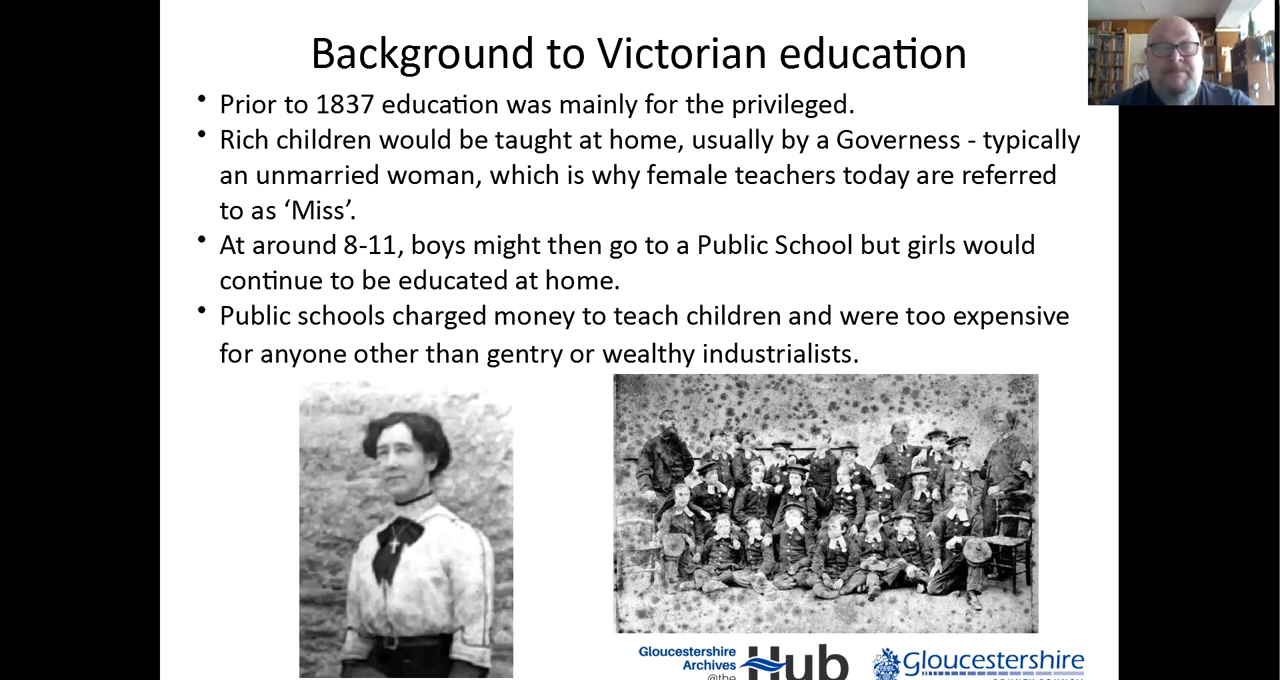 Background to Victorian education
• Prior to 1837 education was mainly for the privileged.
• Rich children would be taught at home, usually by a Governess - typically
an unmarried woman, which is why female teachers today are referred
to as ‘Miss’.
• At around 8-11, boys might then go to a Public School but girls would
continue to be educated at home.
• Public schools charged money to teach children and were too expensive
for anyone other than gentry or wealthy industrialists.
Gloucestershire
Archives
@the
Hub
Gloucestershire